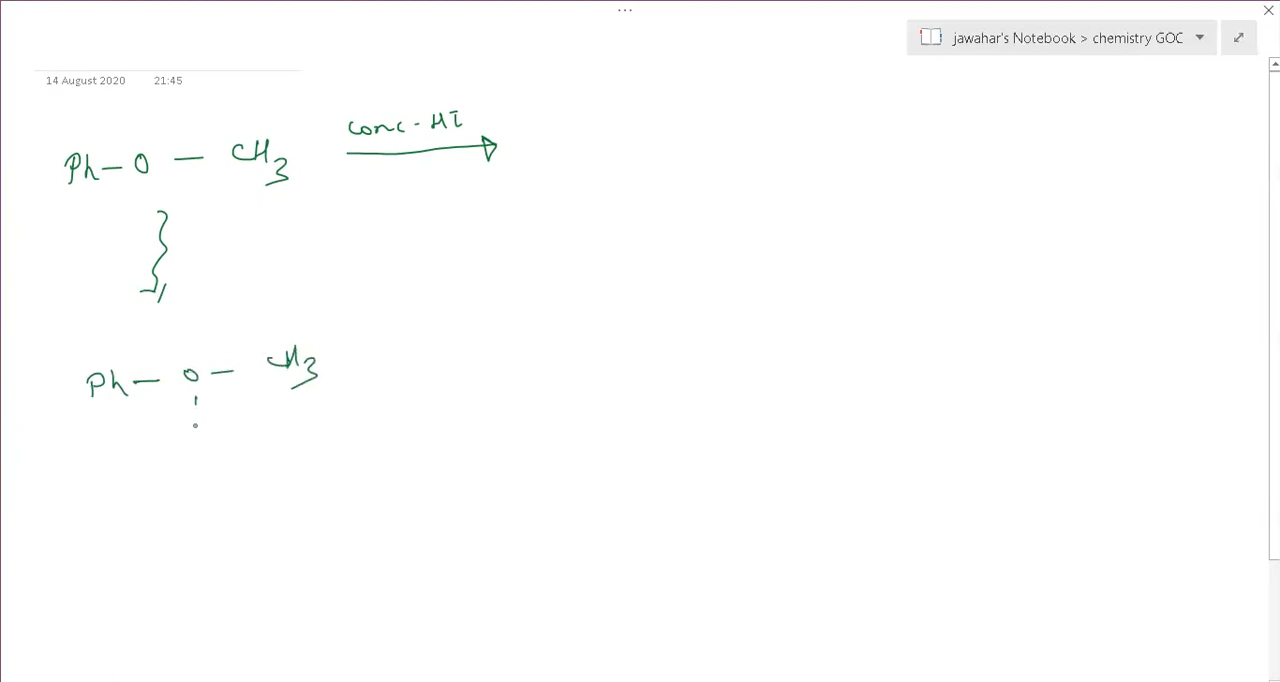 jawahar's Notebook > chemistry GOC
14 August 2020 21:45
conc - HI
Ph - O - CH3
Ph - O - CH3